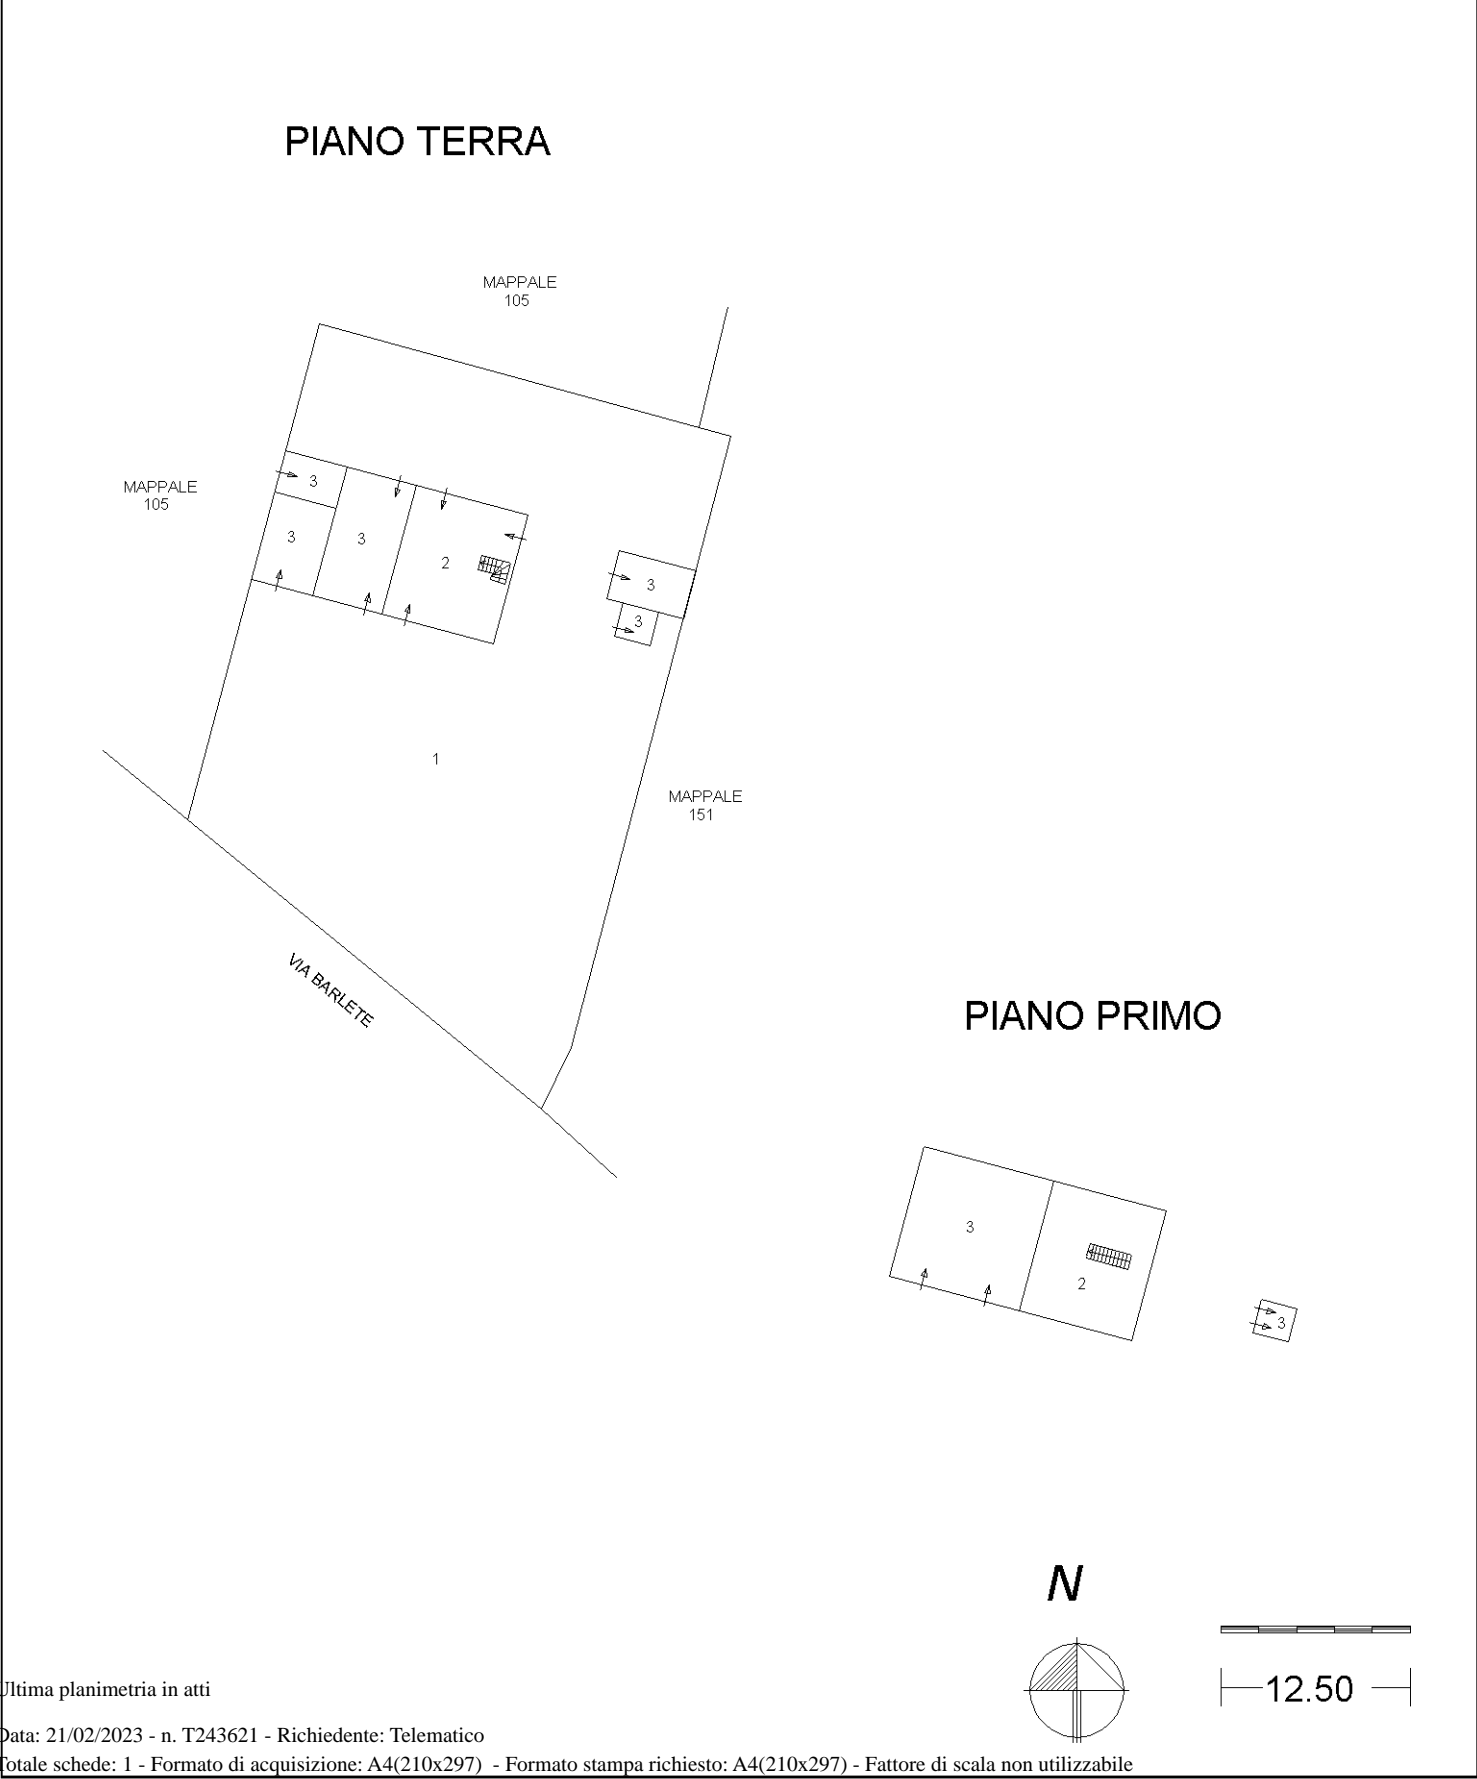 PIANO TERRA
MAPPALE
105
MAPPALE
105
3
3
3
2
3
3
1
MAPPALE
151
VIA BARLETE
PIANO PRIMO
3
2
3
N
12.50
Ultima planimetria in atti
Data: 21/02/2023 - n. T243621 - Richiedente: Telematico
Totale schede: 1 - Formato di acquisizione: A4(210x297) - Formato stampa richiesto: A4(210x297) - Fattore di scala non utilizzabile